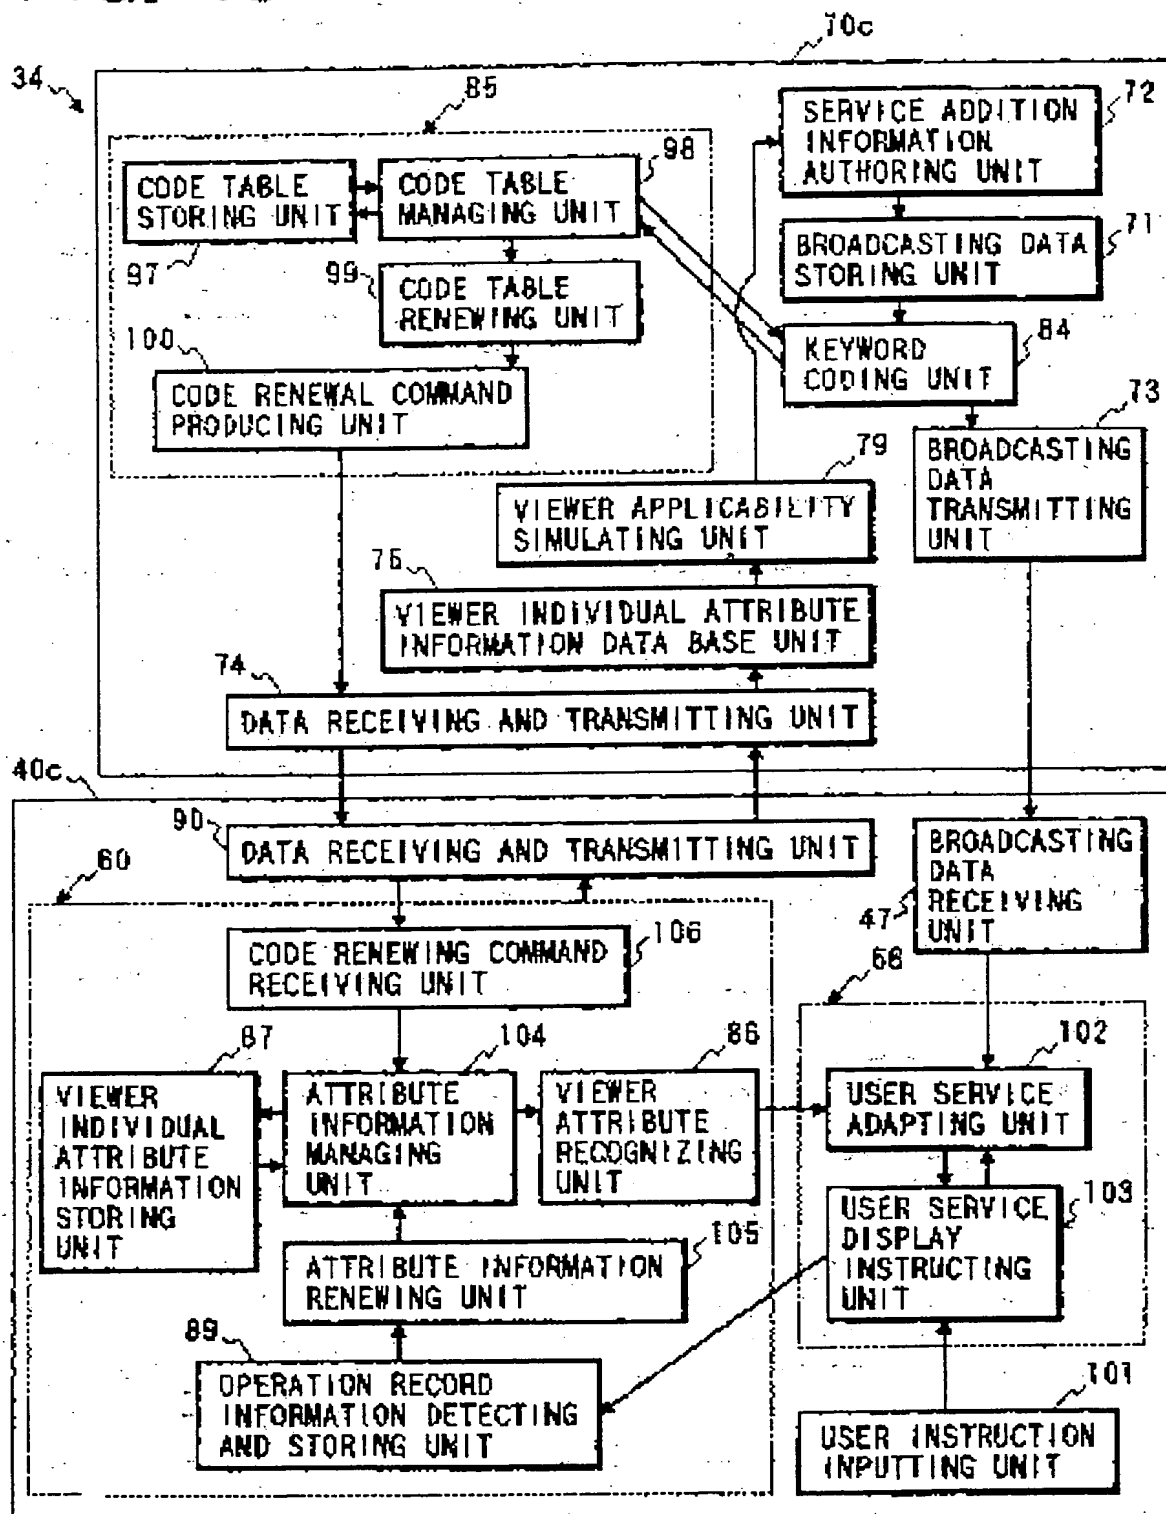 70c
34
85
72
SERVICE ADDITION
INFORMATION
AUTHORING UNIT
98
CODE TABLE
STORING UNIT
CODE TABLE
MANAGING UNIT
71
BROADCASTING DATA
STORING UNIT
97
99
CODE TABLE
RENEWING UNIT
84
KEYWORD
CODING UNIT
100
CODE RENEWAL COMMAND
PRODUCING UNIT
73
BROADCASTING
DATA
TRANSMITTING
UNIT
79
VIEWER APPLICABILITY
SIMULATING UNIT
VIEWER INDIVIDUAL ATTRIBUTE
INFORMATION DATA BASE UNIT
74
DATA RECEIVING AND TRANSMITTING UNIT
40c
90
DATA RECEIVING AND TRANSMITTING UNIT
BROADCASTING
DATA
RECEIVING
UNIT
47
60
106
CODE RENEWING COMMAND
RECEIVING UNIT
87
104
86
102
VIEWER
INDIVIDUAL
ATTRIBUTE
INFORMATION
STORING
UNIT
ATTRIBUTE
INFORMATION
MANAGING
UNIT
VIEWER
ATTRIBUTE
RECOGNIZING
UNIT
USER SERVICE
ADAPTING UNIT
103
USER SERVICE
DISPLAY
INSTRUCTING
UNIT
105
ATTRIBUTE INFORMATION
RENEWING UNIT
89
OPERATION RECORD
INFORMATION DETECTING
AND STORING UNIT
101
USER INSTRUCTION
INPUTTING UNIT